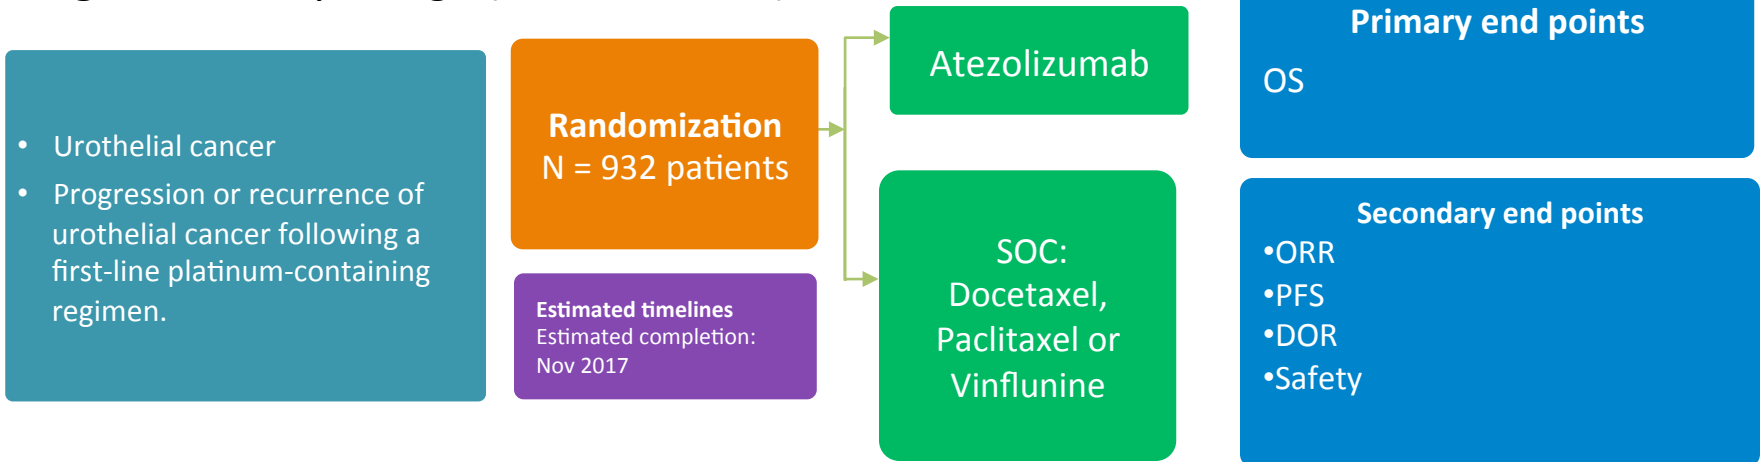 • Urothelial cancer
• Progression or recurrence of
urothelial cancer following a
first-line platinum-containing
regimen.
Randomization
N = 932 patients
Estimated timelines
Estimated completion:
Nov 2017
Atezolizumab
SOC:
Docetaxel,
Paclitaxel or
Vinflunine
Primary end points
OS
Secondary end points
•ORR
•PFS
•DOR
•Safety